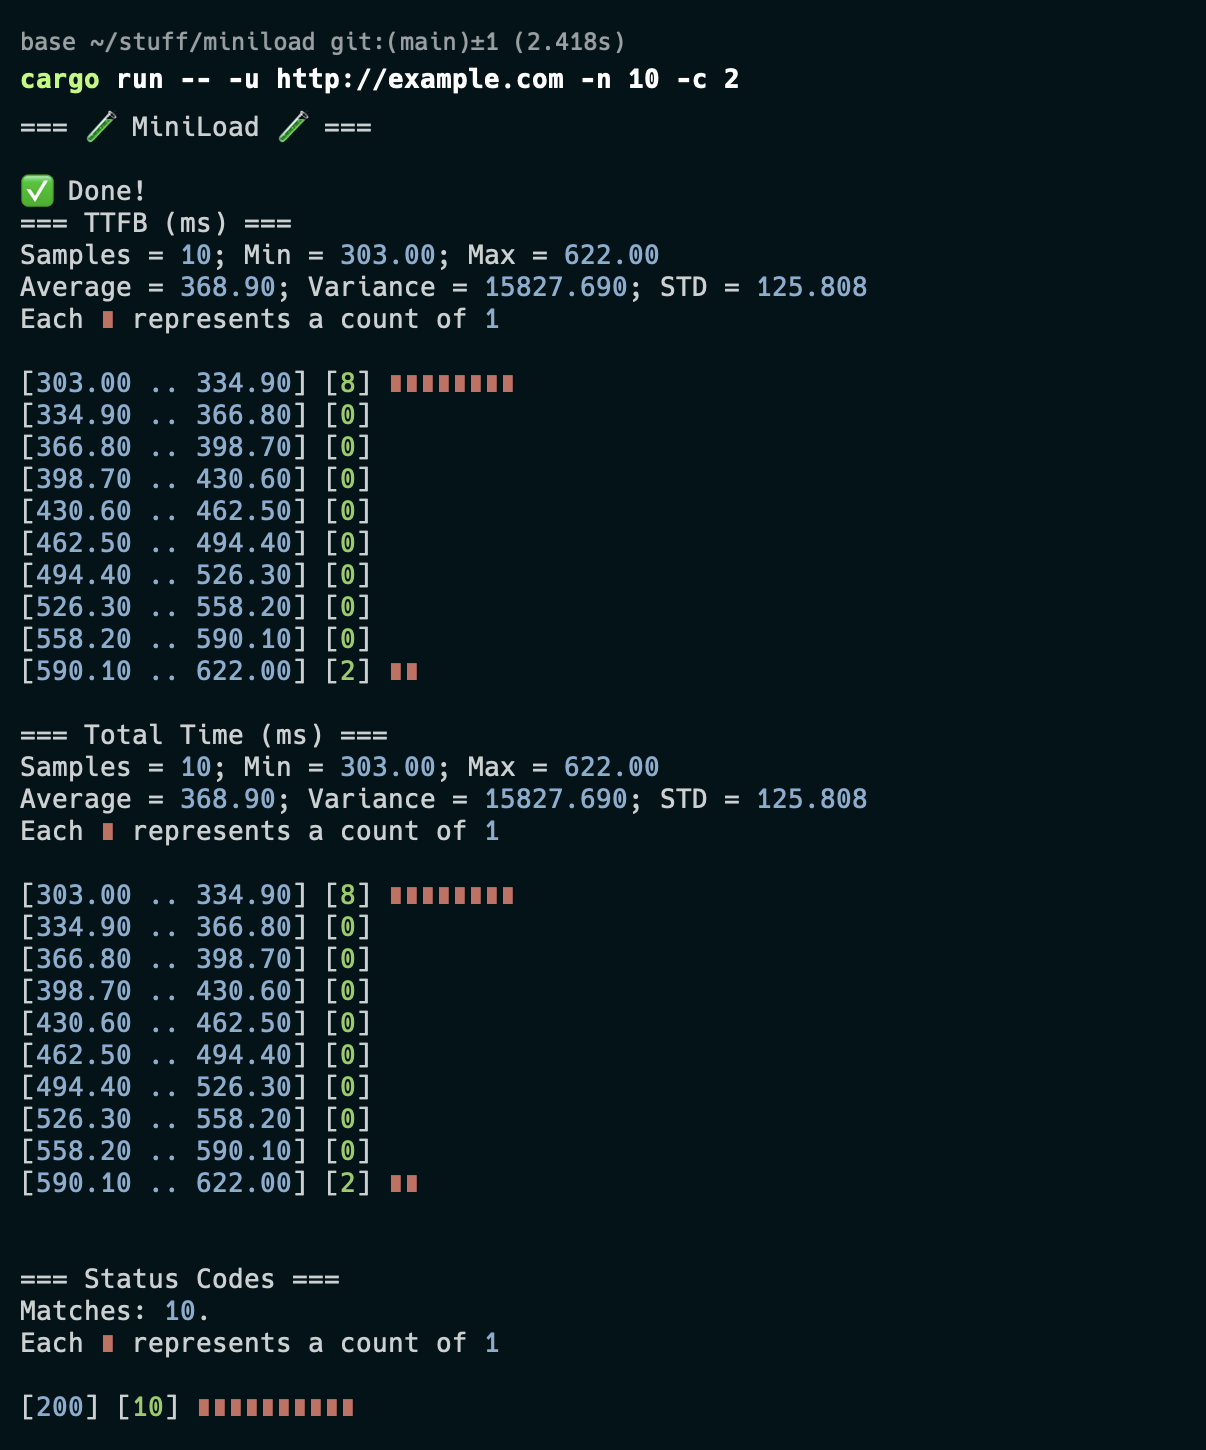 base ~/stuff/miniload git:(main)±1 (2.418s)
cargo run -- -u http://example.com -n 10 -c 2
=== 🧪 MiniLoad 🧪 ===
✅ Done!
=== TTFB (ms) ===
Samples = 10; Min = 303.00; Max = 622.00
Average = 368.90; Variance = 15827.690; STD = 125.808
Each ∎ represents a count of 1
[303.00 .. 334.90] [8] ∎∎∎∎∎∎∎∎
[334.90 .. 366.80] [0]
[366.80 .. 398.70] [0]
[398.70 .. 430.60] [0]
[430.60 .. 462.50] [0]
[462.50 .. 494.40] [0]
[494.40 .. 526.30] [0]
[526.30 .. 558.20] [0]
[558.20 .. 590.10] [0]
[590.10 .. 622.00] [2] ∎∎
=== Total Time (ms) ===
Samples = 10; Min = 303.00; Max = 622.00
Average = 368.90; Variance = 15827.690; STD = 125.808
Each ∎ represents a count of 1
[303.00 .. 334.90] [8] ∎∎∎∎∎∎∎∎
[334.90 .. 366.80] [0]
[366.80 .. 398.70] [0]
[398.70 .. 430.60] [0]
[430.60 .. 462.50] [0]
[462.50 .. 494.40] [0]
[494.40 .. 526.30] [0]
[526.30 .. 558.20] [0]
[558.20 .. 590.10] [0]
[590.10 .. 622.00] [2] ∎∎
=== Status Codes ===
Matches: 10.
Each ∎ represents a count of 1
[200] [10] ∎∎∎∎∎∎∎∎∎∎